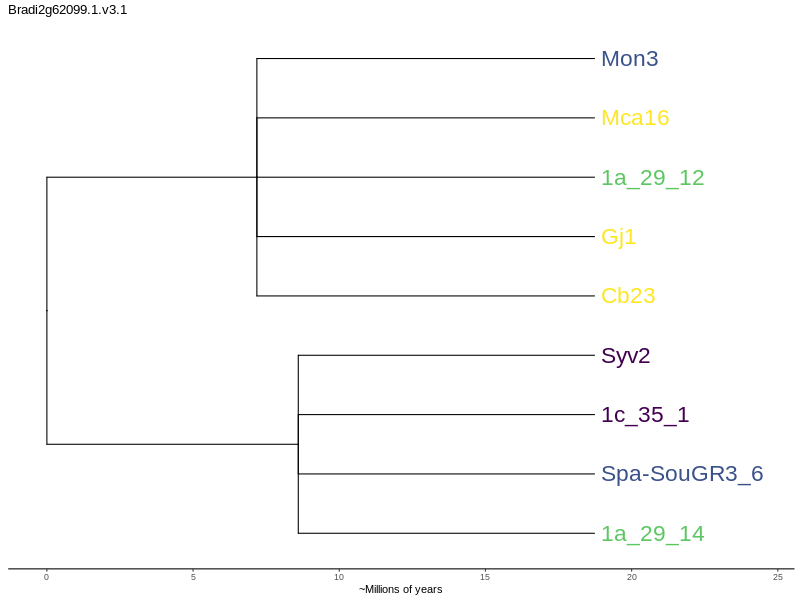 Bradi2g62099.1.v3.1
Mon3
Mca16
1a_29_12
Gj1
Cb23
Syv2
1c_35_1
Spa-SouGR3_6
1a_29_14
0 5 10 15 20 25
~Millions of years